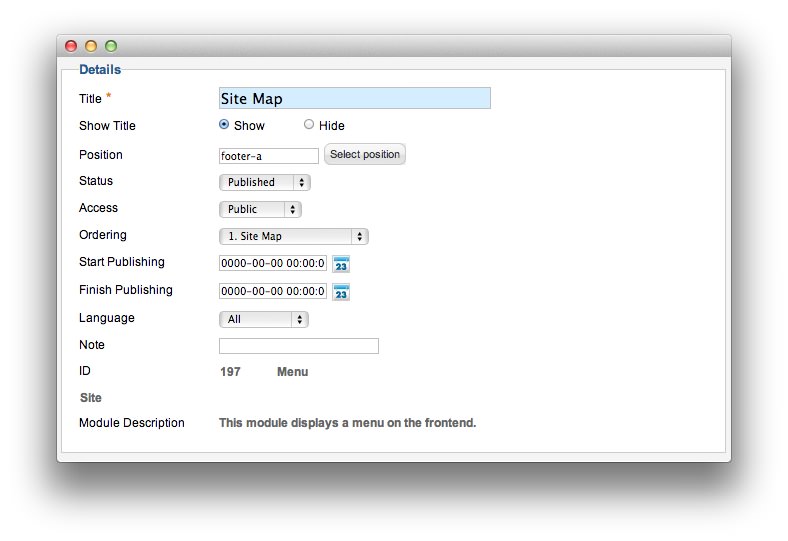 Details
Title *
Site Map
Show Title
Show Hide
Position
footer-a Select position
Status
Published
Access
Public
Ordering
1. Site Map
Start Publishing
0000-00-00 00:00:0 23
Finish Publishing
0000-00-00 00:00:0 23
Language
All
Note
ID
197 Menu
Site
Module Description
This module displays a menu on the frontend.